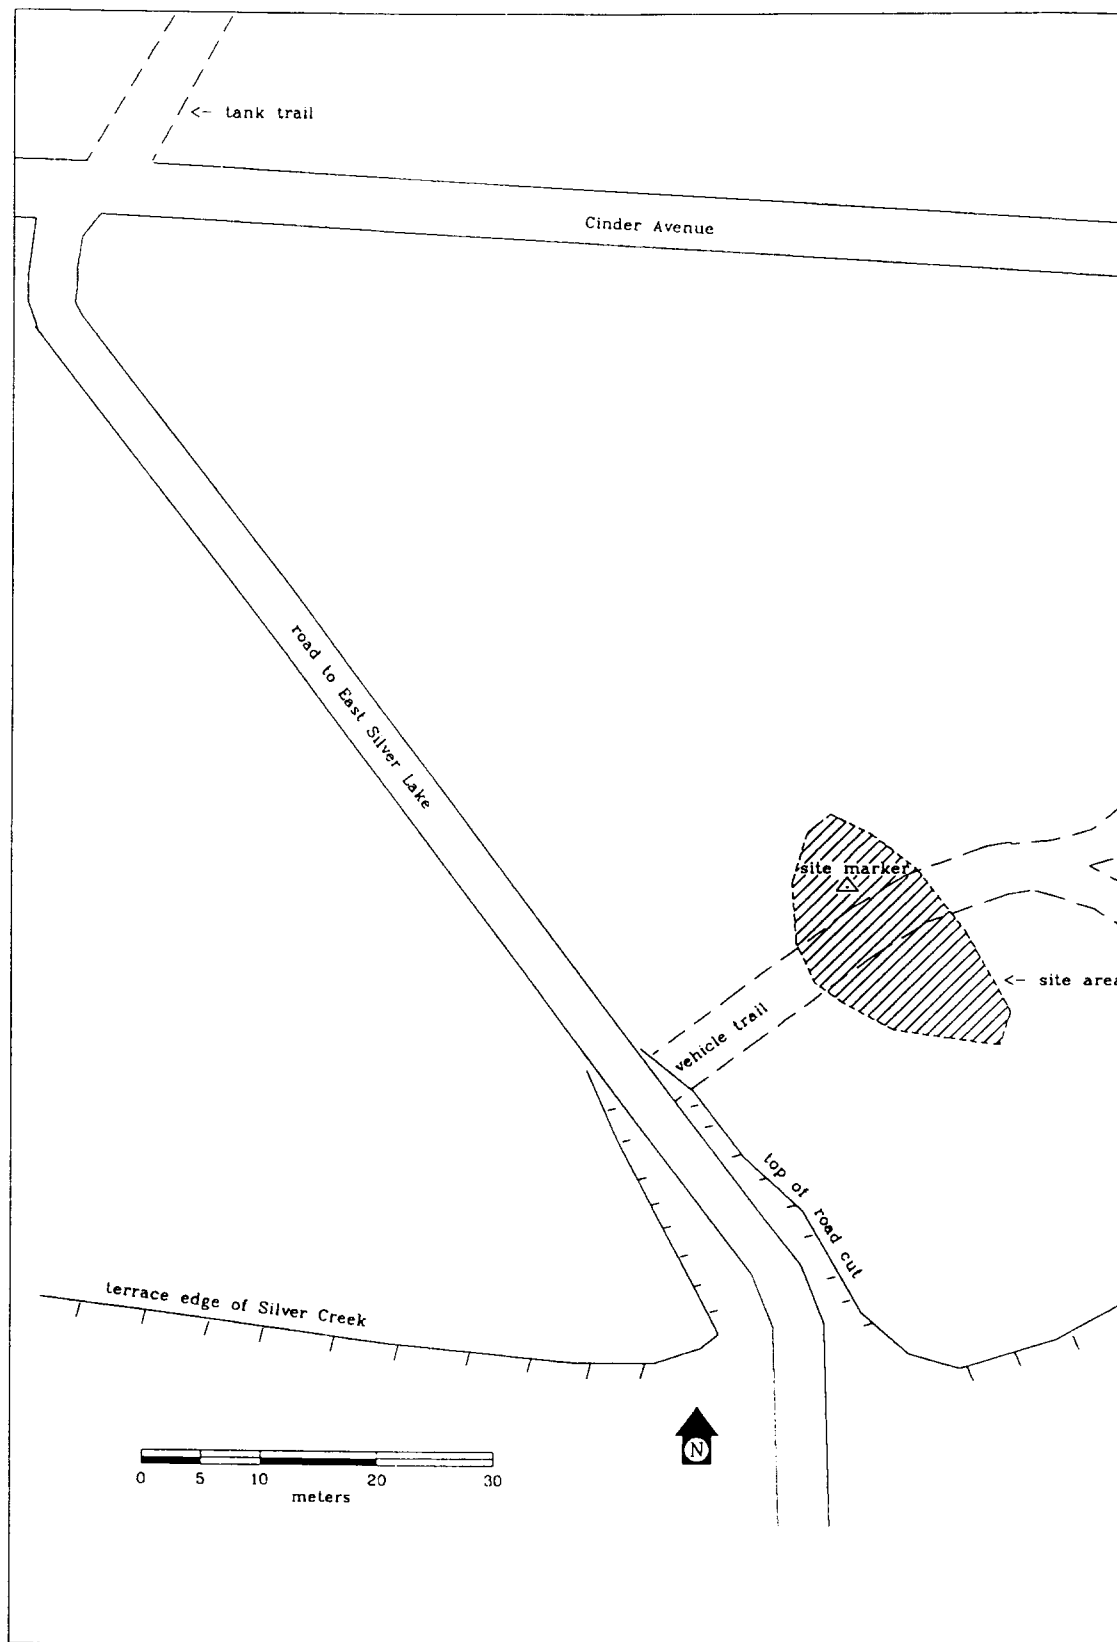 <- tank trail
Cinder Avenue
road to East Silver Lake
site marker
<- site area
vehicle trail
top of road cut
terrace edge of Silver Creek
N
0 5 10 20 30
meters